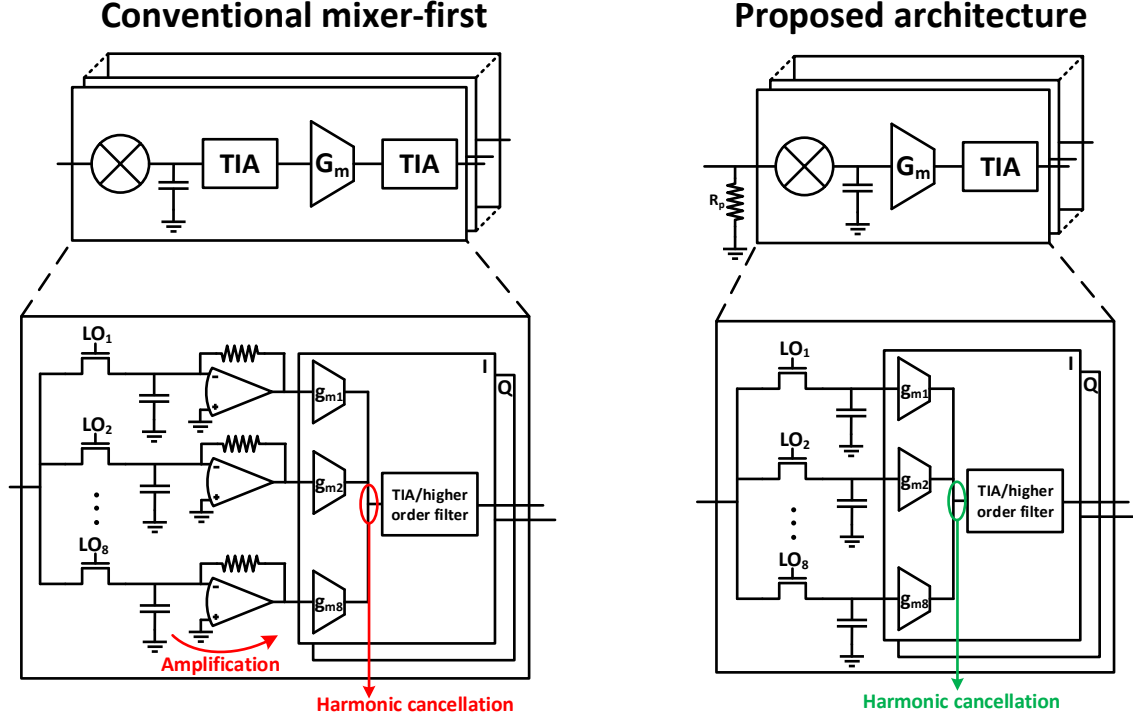 Conventional mixer-first
TIA
Gm
TIA
LO1
LO2
LO8
-
+
-
+
-
+
gm1
gm2
gm8
I
Q
TIA/higher
order filter
Amplification
Harmonic cancellation
Proposed architecture
Rp
Gm
TIA
LO1
LO2
LO8
gm1
gm2
gm8
I
Q
TIA/higher
order filter
Harmonic cancellation